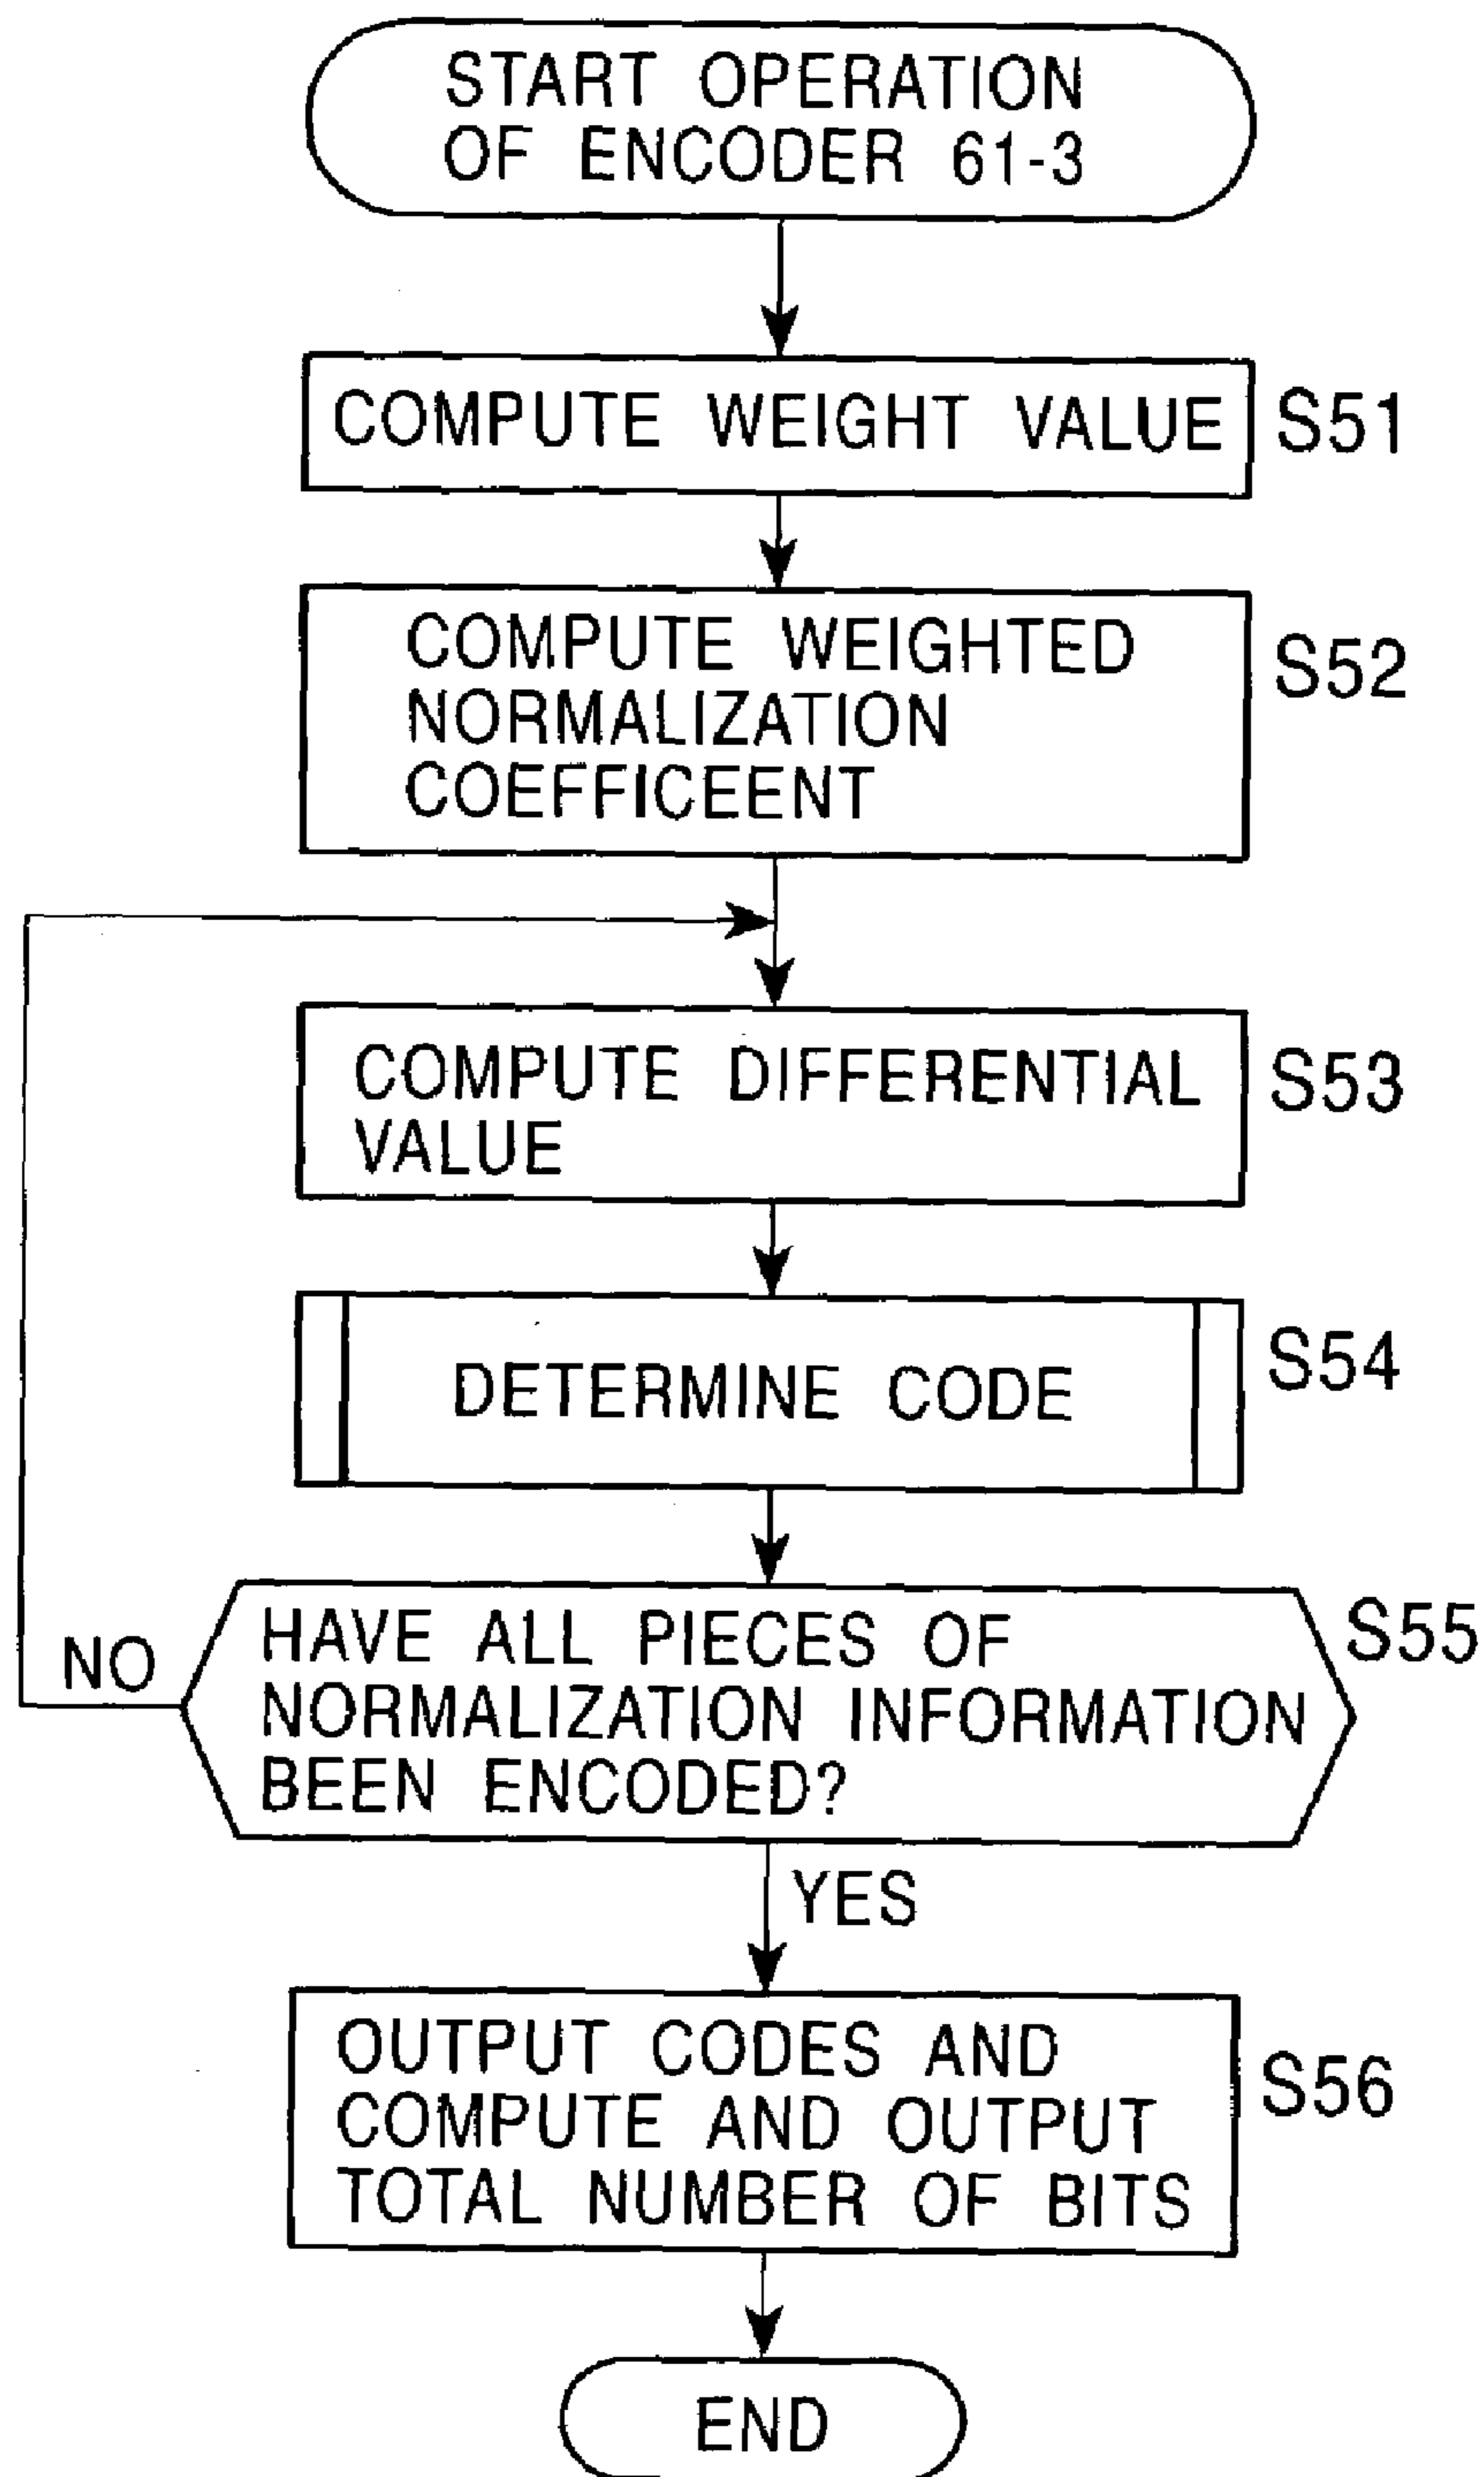 START OPERATION
OF ENCODER 61-3
COMPUTE WEIGHT VALUE
S51
COMPUTE WEIGHTED
NORMALIZATION
COEFFICEENT
S52
COMPUTE DIFFERENTIAL
VALUE
S53
DETERMINE CODE
S54
HAVE ALL PIECES OF
NORMALIZATION INFORMATION
BEEN ENCODED?
S55
NO
YES
OUTPUT CODES AND
COMPUTE AND OUTPUT
TOTAL NUMBER OF BITS
S56
END